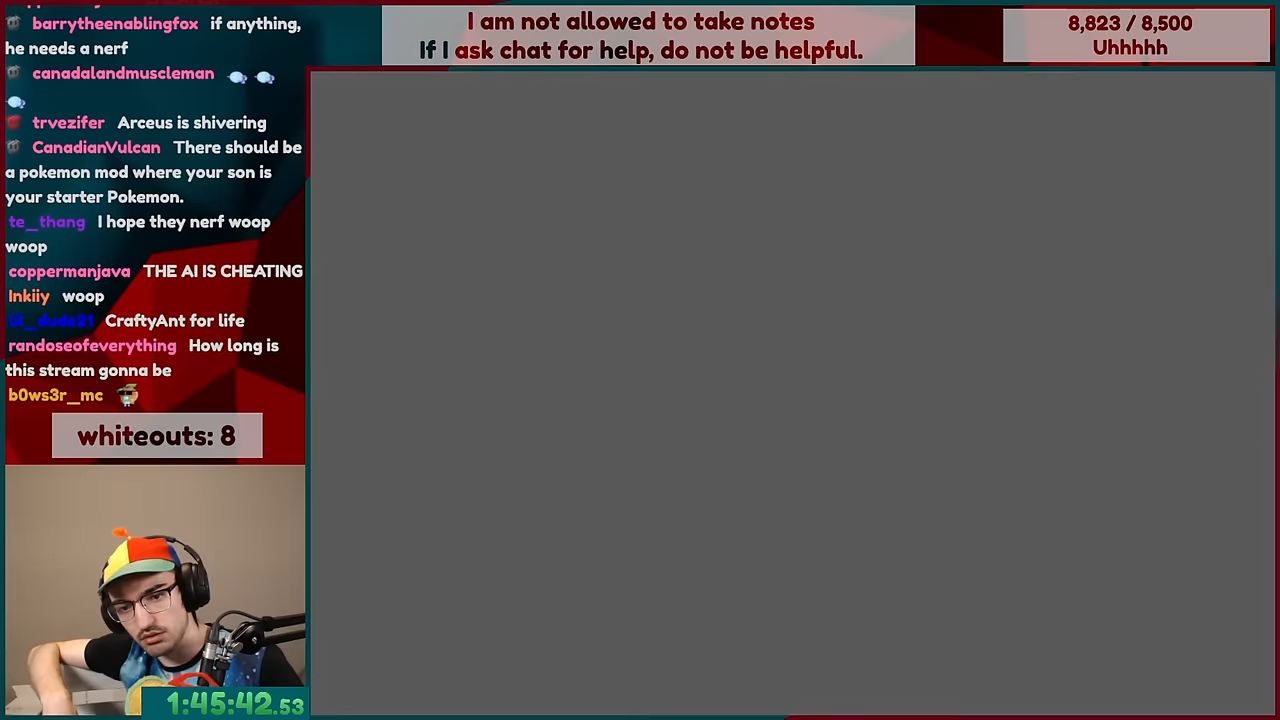 I am not allowed to take notes
If I ask chat for help, do not be helpful.
8,823 / 8,500
Uhhhhh
barrytheenablingfox if anything,
he needs a nerf
canadalandmuscleman
trvezifer Arceus is shivering
CanadianVulcan There should be
a pokemon mod where your son is
your starter Pokemon.
te_thang I hope they nerf woop
woop
coppermanjava THE AI IS CHEATING
Inkiiy woop
lil_dude21 CraftyAnt for life
randoseofeverything How long is
this stream gonna be
b0ws3r_mc
whiteouts: 8
1:45:42.53